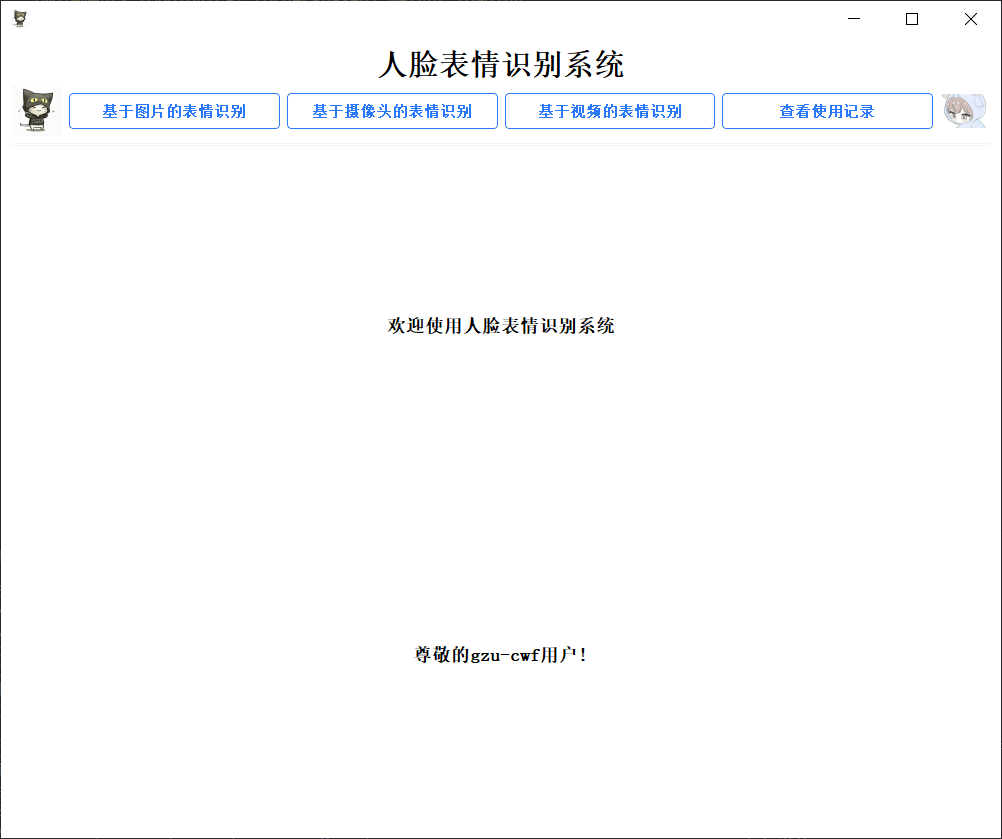 人脸表情识别系统
基于图片的表情识别
基于摄像头的表情识别
基于视频的表情识别
查看使用记录
欢迎使用人脸表情识别系统
尊敬的gzu-cwf用户!